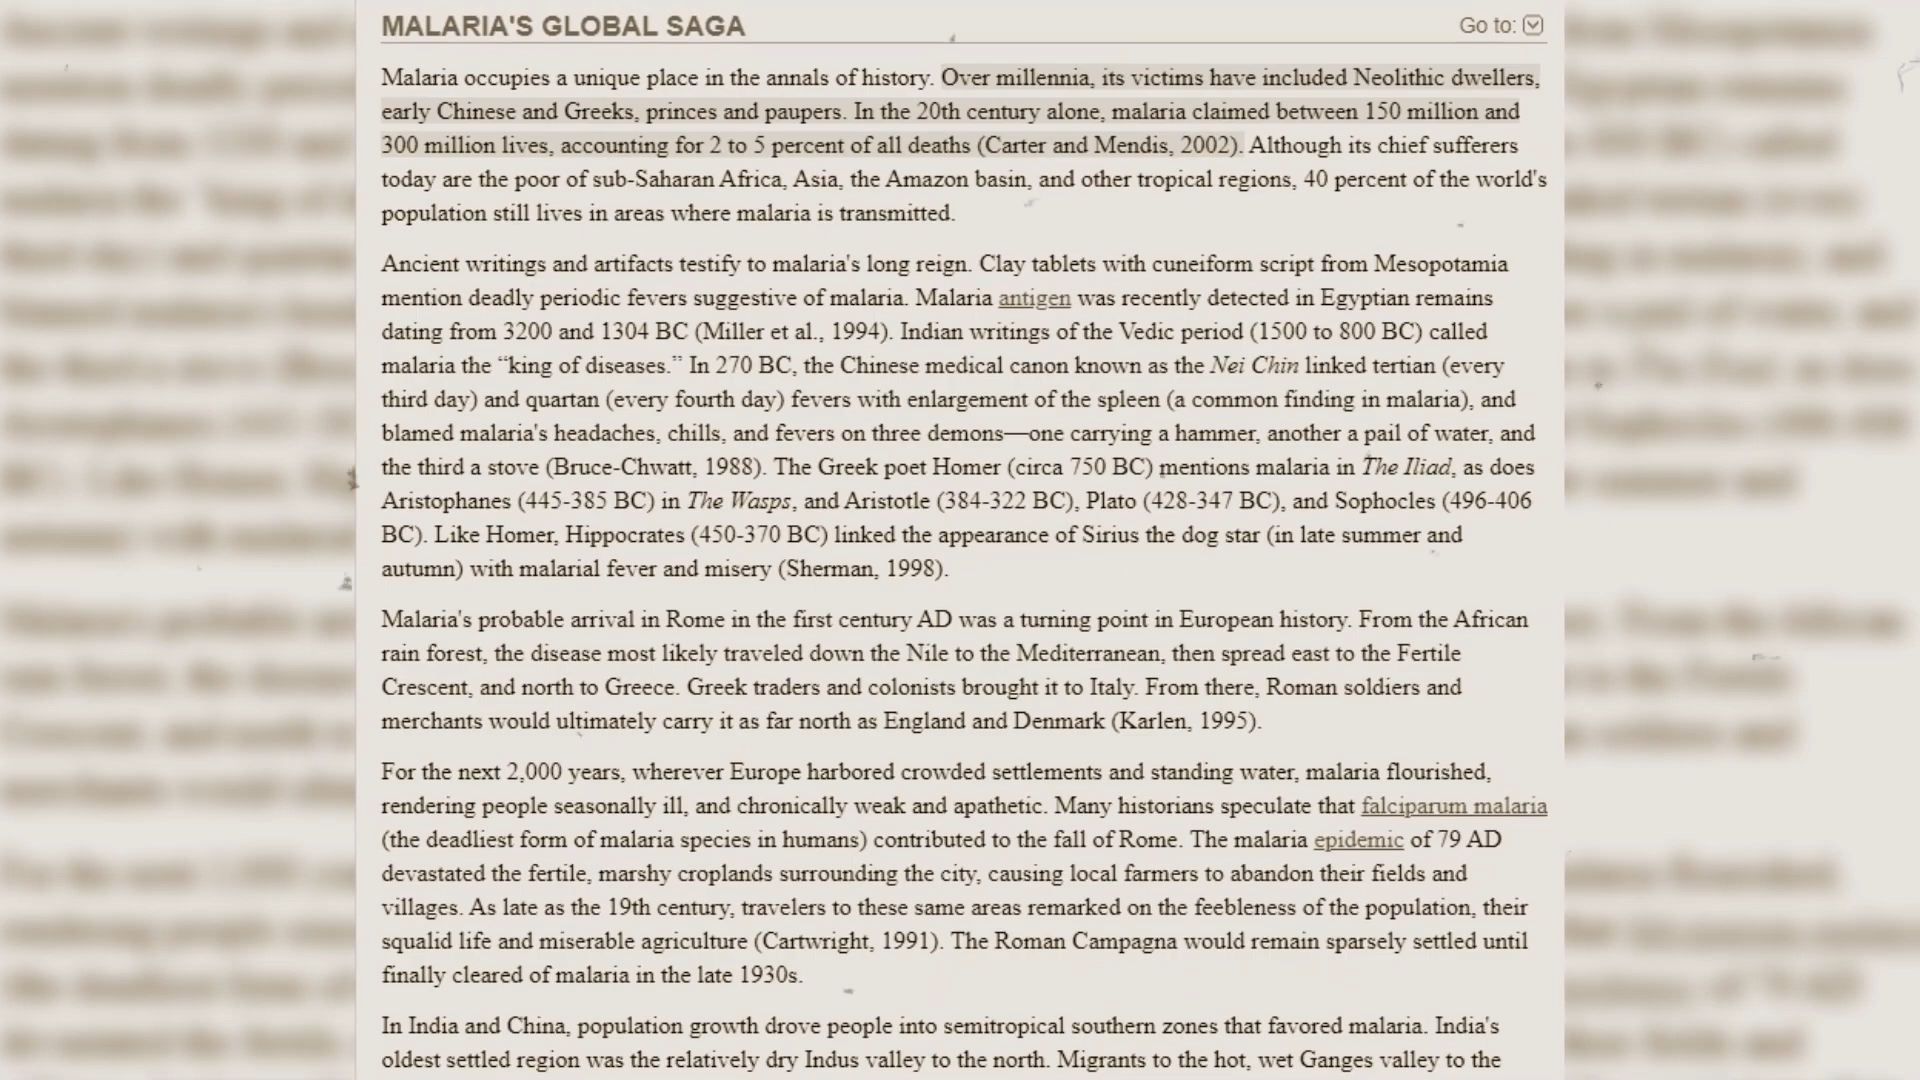 MALARIA'S GLOBAL SAGA
Go to:
Malaria occupies a unique place in the annals of history. Over millennia, its victims have included Neolithic dwellers,
early Chinese and Greeks, princes and paupers. In the 20th century alone, malaria claimed between 150 million and
300 million lives, accounting for 2 to 5 percent of all deaths (Carter and Mendis, 2002). Although its chief sufferers
today are the poor of sub-Saharan Africa, Asia, the Amazon basin, and other tropical regions, 40 percent of the world's
population still lives in areas where malaria is transmitted.
Ancient writings and artifacts testify to malaria's long reign. Clay tablets with cuneiform script from Mesopotamia
mention deadly periodic fevers suggestive of malaria. Malaria antigen was recently detected in Egyptian remains
dating from 3200 and 1304 BC (Miller et al., 1994). Indian writings of the Vedic period (1500 to 800 BC) called
malaria the “king of diseases.” In 270 BC, the Chinese medical canon known as the Nei Chin linked tertian (every
third day) and quartan (every fourth day) fevers with enlargement of the spleen (a common finding in malaria), and
blamed malaria's headaches, chills, and fevers on three demons—one carrying a hammer, another a pail of water, and
the third a stove (Bruce-Chwatt, 1988). The Greek poet Homer (circa 750 BC) mentions malaria in The Iliad, as does
Aristophanes (445-385 BC) in The Wasps, and Aristotle (384-322 BC), Plato (428-347 BC), and Sophocles (496-406
BC). Like Homer, Hippocrates (450-370 BC) linked the appearance of Sirius the dog star (in late summer and
autumn) with malarial fever and misery (Sherman, 1998).
Malaria's probable arrival in Rome in the first century AD was a turning point in European history. From the African
rain forest, the disease most likely traveled down the Nile to the Mediterranean, then spread east to the Fertile
Crescent, and north to Greece. Greek traders and colonists brought it to Italy. From there, Roman soldiers and
merchants would ultimately carry it as far north as England and Denmark (Karlen, 1995).
For the next 2,000 years, wherever Europe harbored crowded settlements and standing water, malaria flourished,
rendering people seasonally ill, and chronically weak and apathetic. Many historians speculate that falciparum malaria
(the deadliest form of malaria species in humans) contributed to the fall of Rome. The malaria epidemic of 79 AD
devastated the fertile, marshy croplands surrounding the city, causing local farmers to abandon their fields and
villages. As late as the 19th century, travelers to these same areas remarked on the feebleness of the population, their
squalid life and miserable agriculture (Cartwright, 1991). The Roman Campagna would remain sparsely settled until
finally cleared of malaria in the late 1930s.
In India and China, population growth drove people into semitropical southern zones that favored malaria. India's
oldest settled region was the relatively dry Indus valley to the north. Migrants to the hot, wet Ganges valley to the